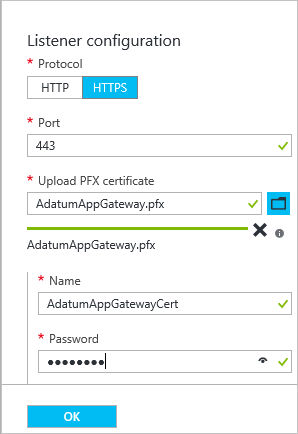 Listener configuration
* Protocol
HTTP HTTPS
* Port
443
* Upload PFX certificate
AdatumAppGateway.pfx
AdatumAppGateway.pfx
* Name
AdatumAppGatewayCert
* Password
●●●●●●●●
OK